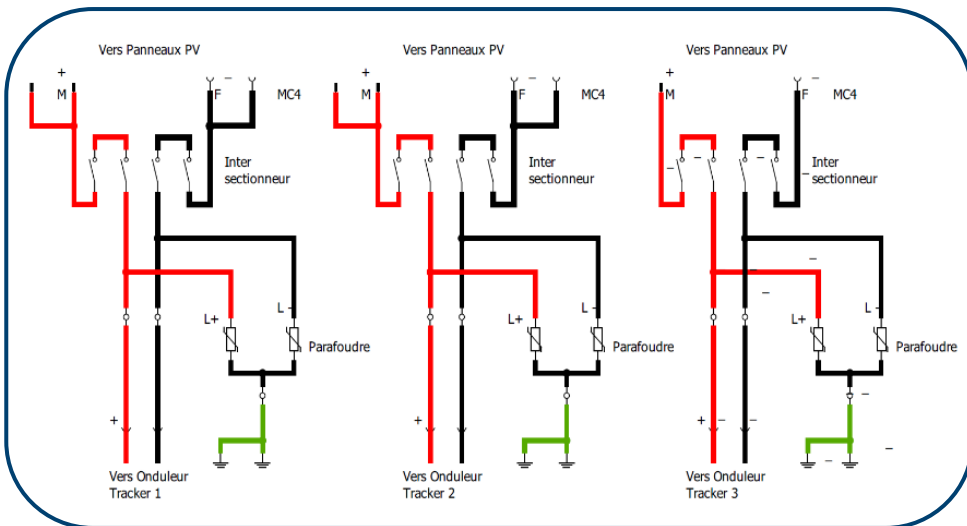 Vers Panneaux PV
+
−
M
F
MC4
Inter
sectionneur
L+
L -
Parafoudre
+
Vers Onduleur
Tracker 1
Vers Panneaux PV
+
−
M
F
MC4
Inter
sectionneur
L+
L -
Parafoudre
+
Vers Onduleur
Tracker 2
Vers Panneaux PV
+
−
M
F
MC4
− − −
Inter
− sectionneur
−
−
−
L+
L -
Parafoudre
−
+ − −
−
−
Vers Onduleur
Tracker 3